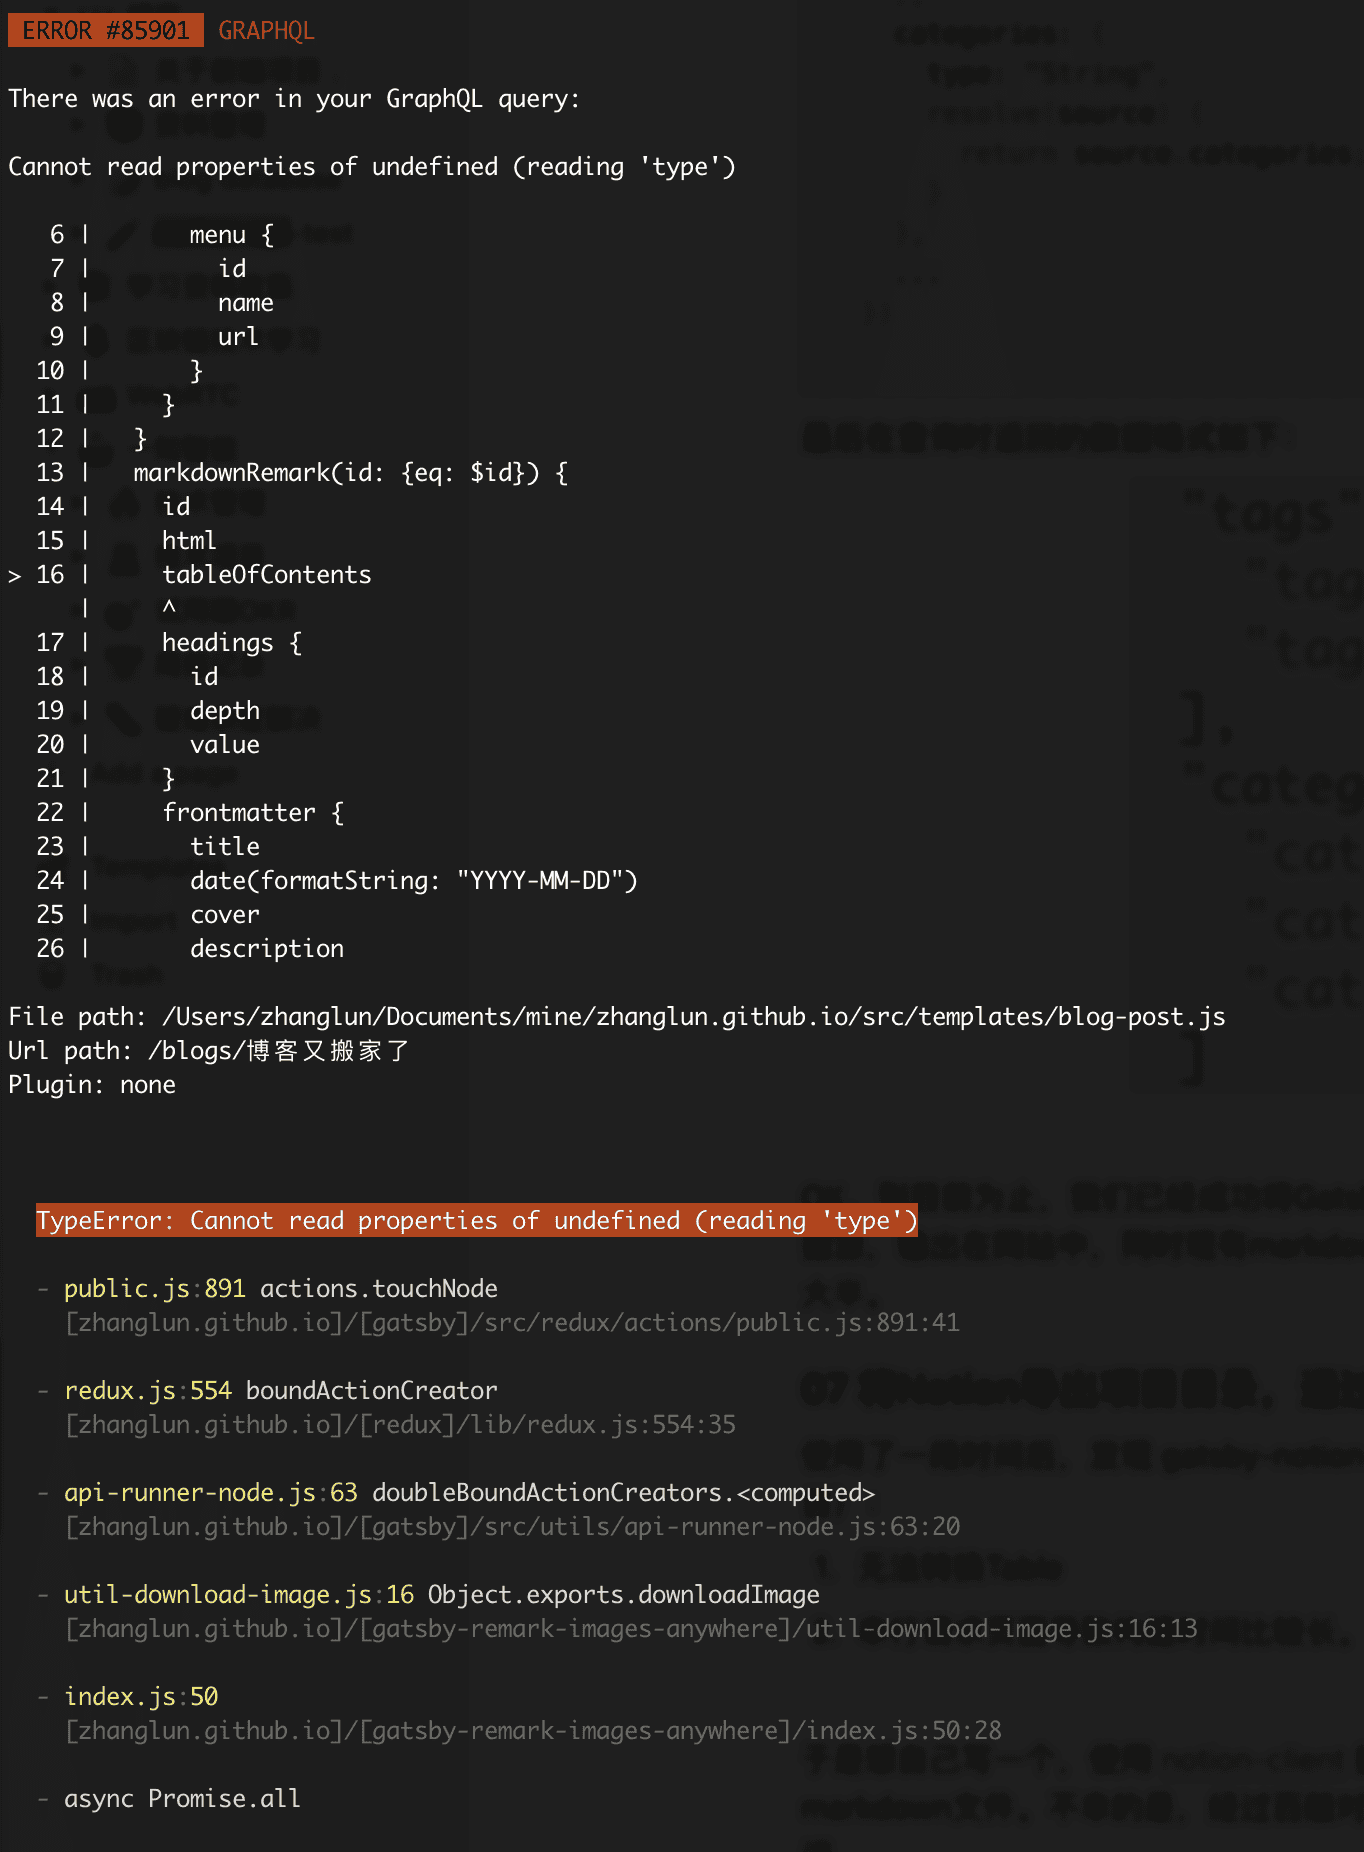 ERROR #85901 GRAPHQL
There was an error in your GraphQL query:
Cannot read properties of undefined (reading 'type')
6 | menu {
7 | id
8 | name
9 | url
10 | }
11 | }
12 | }
13 | markdownRemark(id: {eq: $id}) {
14 | id
15 | html
> 16 | tableOfContents
| ^
17 | headings {
18 | id
19 | depth
20 | value
21 | }
22 | frontmatter {
23 | title
24 | date(formatString: "YYYY-MM-DD")
25 | cover
26 | description
File path: /Users/zhanglun/Documents/mine/zhanglun.github.io/src/templates/blog-post.js
Url path: /blogs/博客又搬家了
Plugin: none
TypeError: Cannot read properties of undefined (reading 'type')
- public.js:891 actions.touchNode
[zhanglun.github.io]/[gatsby]/src/redux/actions/public.js:891:41
- redux.js:554 boundActionCreator
[zhanglun.github.io]/[redux]/lib/redux.js:554:35
- api-runner-node.js:63 doubleBoundActionCreators.<computed>
[zhanglun.github.io]/[gatsby]/src/utils/api-runner-node.js:63:20
- util-download-image.js:16 Object.exports.downloadImage
[zhanglun.github.io]/[gatsby-remark-images-anywhere]/util-download-image.js:16:13
- index.js:50
[zhanglun.github.io]/[gatsby-remark-images-anywhere]/index.js:50:28
- async Promise.all